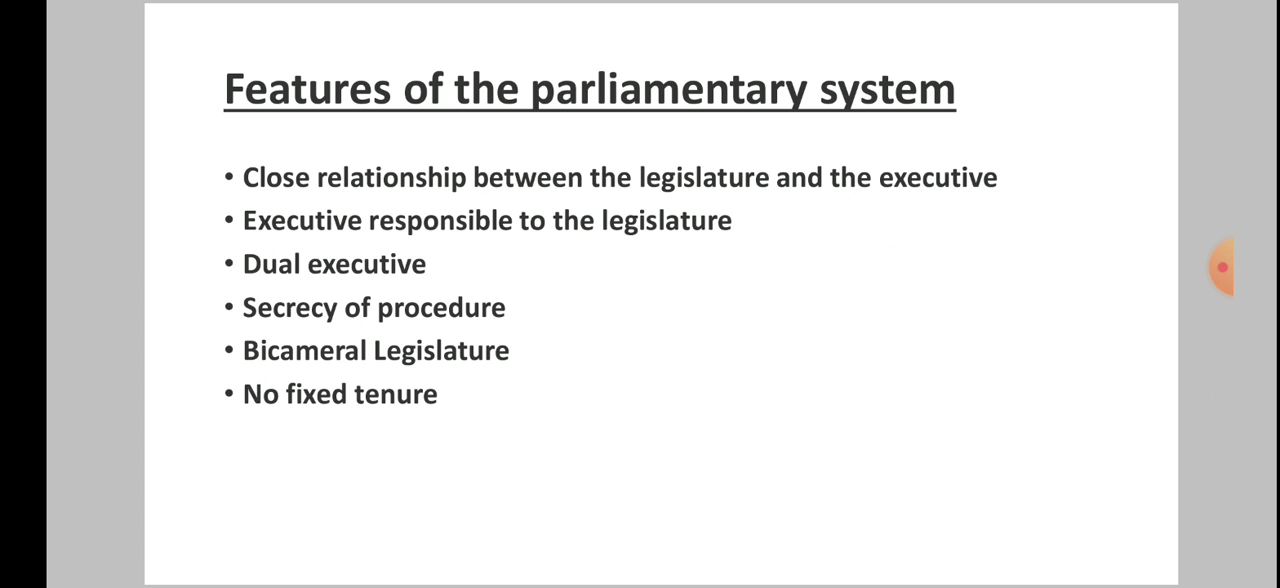 Features of the parliamentary system
• Close relationship between the legislature and the executive
• Executive responsible to the legislature
• Dual executive
• Secrecy of procedure
• Bicameral Legislature
• No fixed tenure